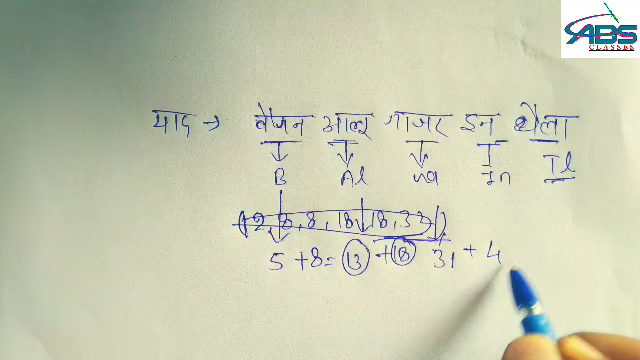 ABS
CLASSES
याद → बैंजन आलू गाजर इन थैला
B Al Ga In Tl
(2, 8, 8, 18, 18, 32)
5 + 8 = 13 + 18 31 + 4